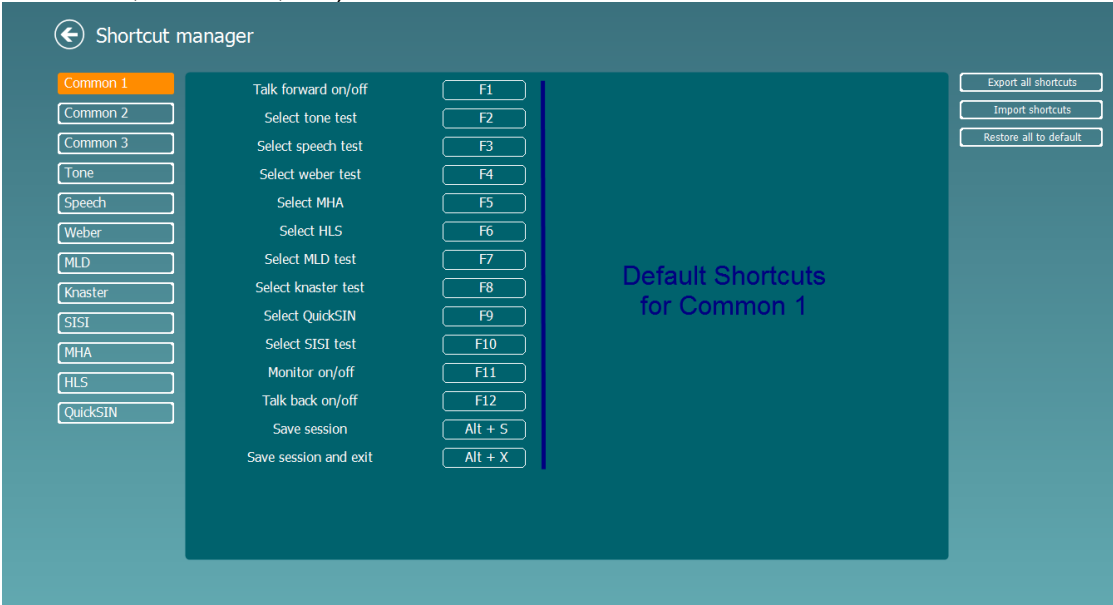 Shortcut manager
Common 1
Common 2
Common 3
Tone
Speech
Weber
MLD
Knaster
SISI
MHA
HLS
QuickSIN
Talk forward on/off F1
Select tone test F2
Select speech test F3
Select weber test F4
Select MHA F5
Select HLS F6
Select MLD test F7
Select knaster test F8
Select QuickSIN F9
Select SISI test F10
Monitor on/off F11
Talk back on/off F12
Save session Alt + S
Save session and exit Alt + X
Default Shortcuts
for Common 1
Export all shortcuts
Import shortcuts
Restore all to default